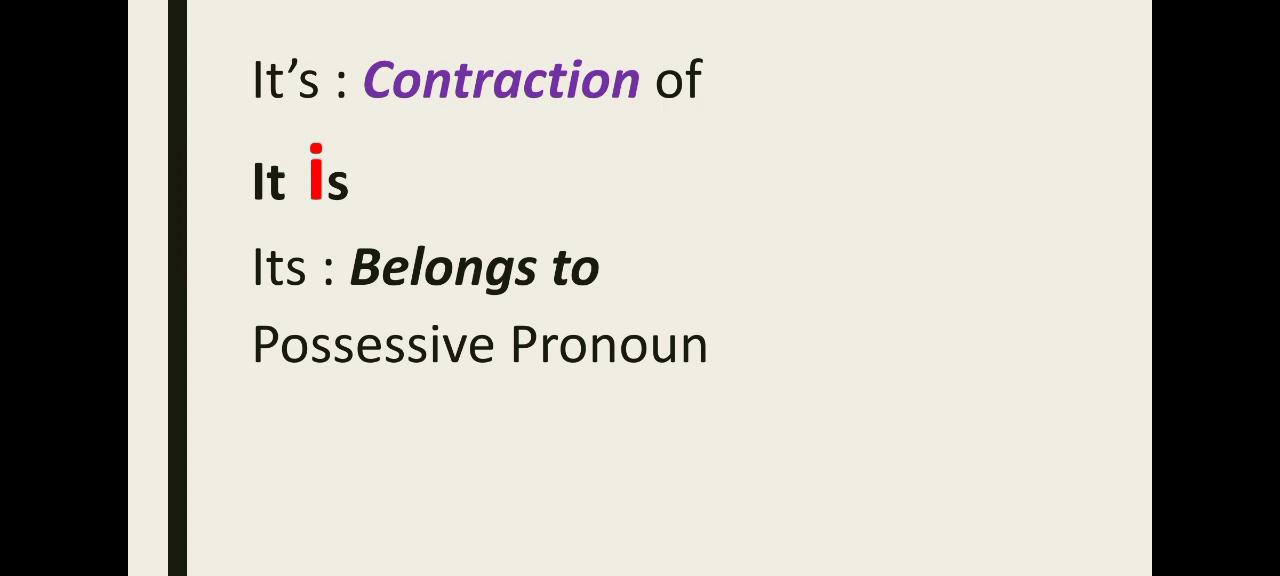 It’s : Contraction of
It is
Its : Belongs to
Possessive Pronoun